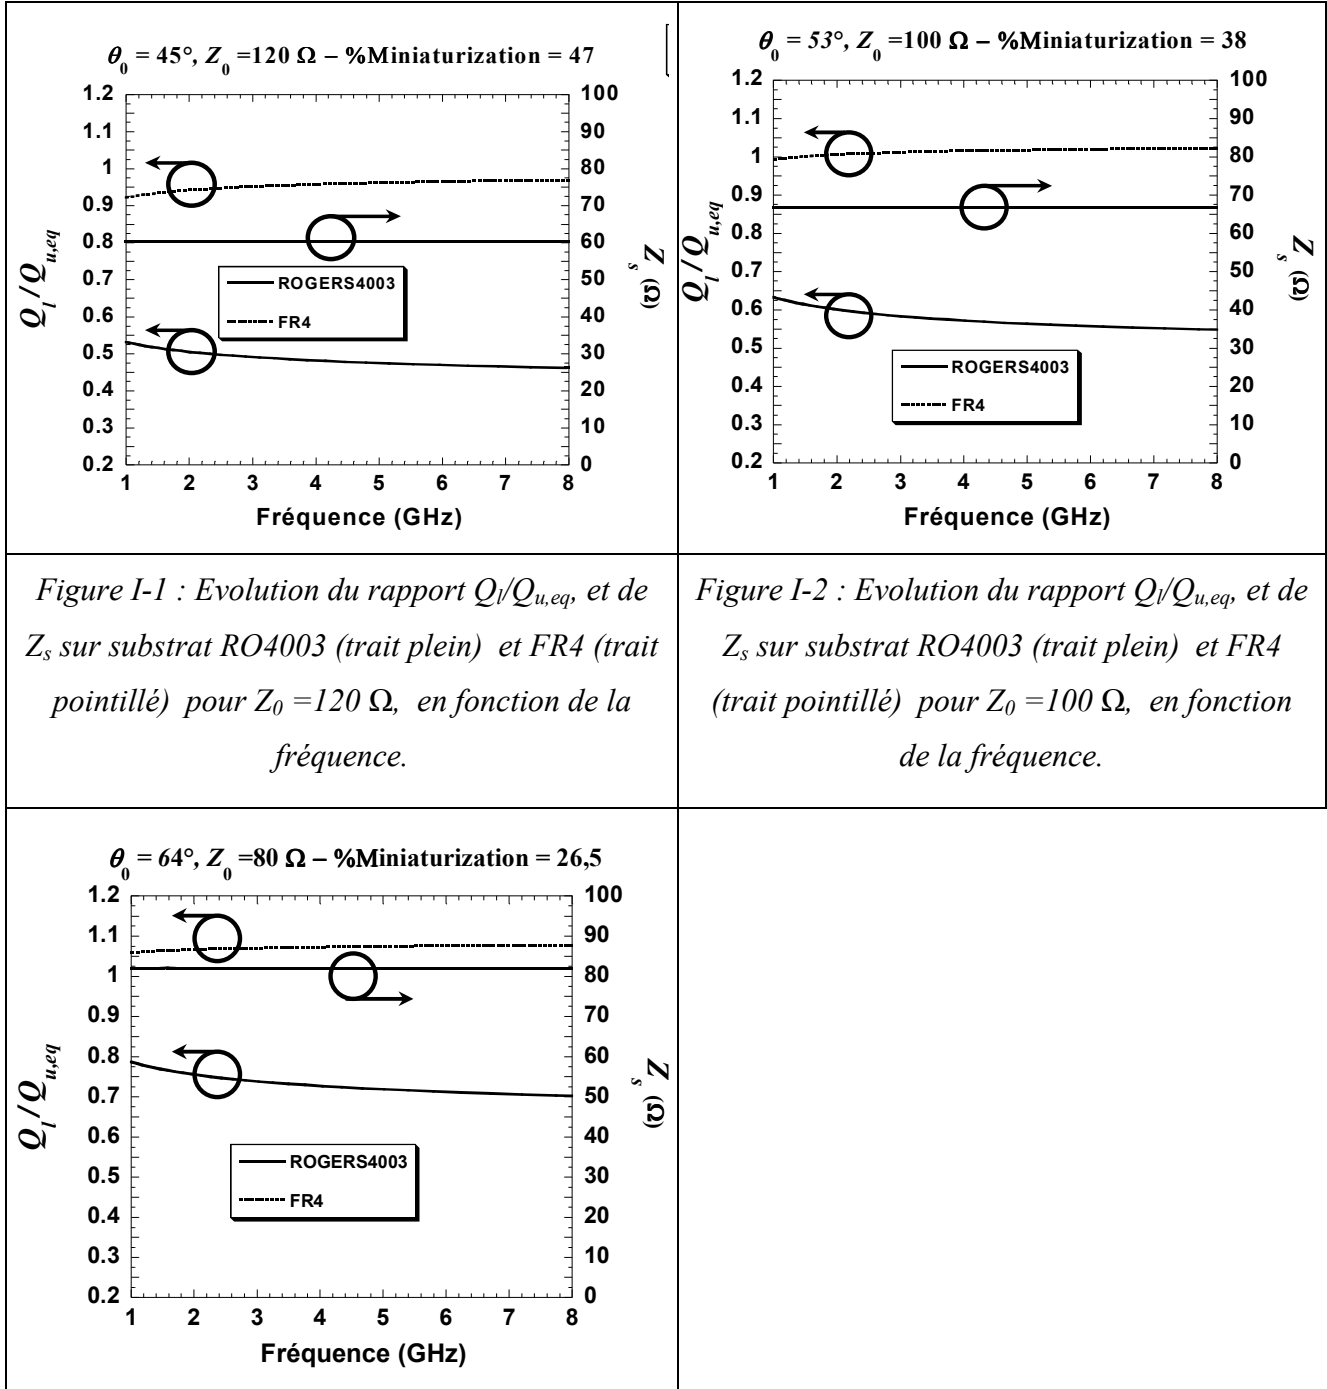 θ0 = 45°, Z0 =120 Ω – %Miniaturization = 47
1.2
1.1
1
0.9
0.8
0.7
0.6
0.5
0.4
0.3
0.2
100
90
80
70
60
50
40
30
20
10
0
Ql/Qu,eq
Zs (Ω)
ROGERS4003
FR4
1 2 3 4 5 6 7 8
Fréquence (GHz)
θ0 = 53°, Z0 =100 Ω – %Miniaturization = 38
1.2
1.1
1
0.9
0.8
0.7
0.6
0.5
0.4
0.3
0.2
100
90
80
70
60
50
40
30
20
10
0
Ql/Qu,eq
Zs (Ω)
ROGERS4003
FR4
1 2 3 4 5 6 7 8
Fréquence (GHz)
Figure I-1 : Evolution du rapport Ql/Qu,eq, et de
Zs sur substrat RO4003 (trait plein) et FR4 (trait
pointillé) pour Z0 =120 Ω, en fonction de la
fréquence.
Figure I-2 : Evolution du rapport Ql/Qu,eq, et de
Zs sur substrat RO4003 (trait plein) et FR4
(trait pointillé) pour Z0 =100 Ω, en fonction
de la fréquence.
θ0 = 64°, Z0 =80 Ω – %Miniaturization = 26,5
1.2
1.1
1
0.9
0.8
0.7
0.6
0.5
0.4
0.3
0.2
100
90
80
70
60
50
40
30
20
10
0
Ql/Qu,eq
Zs (Ω)
ROGERS4003
FR4
1 2 3 4 5 6 7 8
Fréquence (GHz)